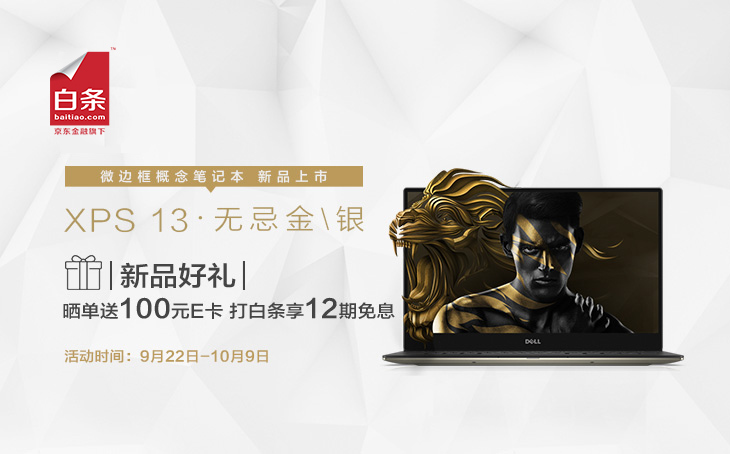 ™
白条
baitiao.com
京东金融旗下
微边框概念笔记本 新品上市
XPS 13·无忌金\银
新品好礼
晒单送100元E卡 打白条享12期免息
活动时间：9月22日-10月9日
DELL